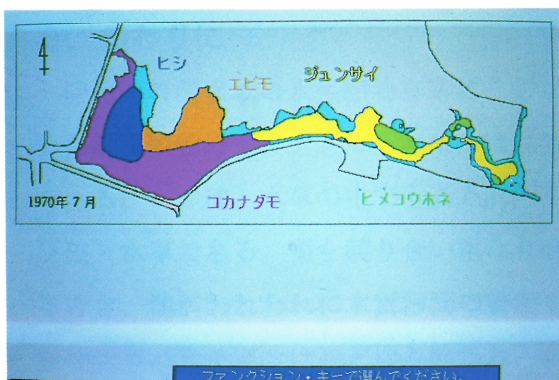 ヒシ
エビモ
ジュンサイ
1970年7月
コカナダモ
ヒメコウホネ
ファンクション・キーで選んでください。